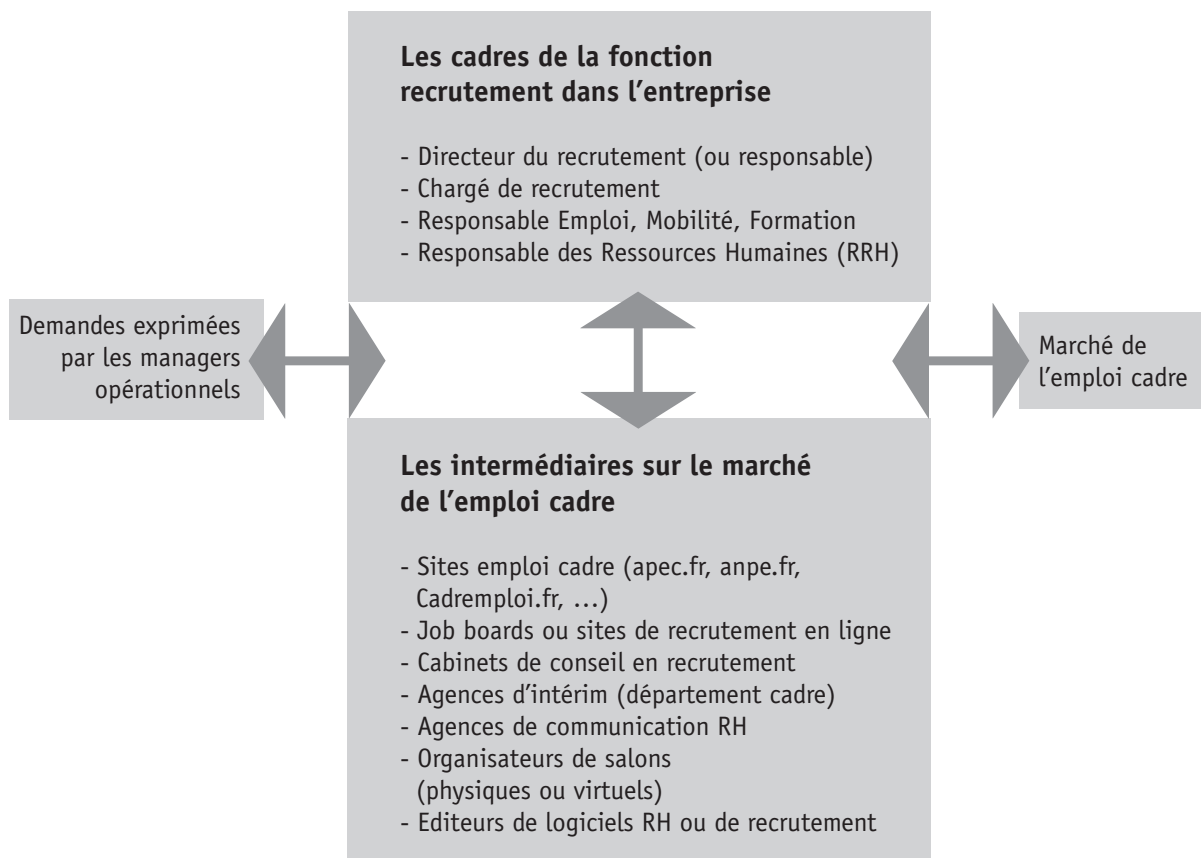 Les cadres de la fonction
recrutement dans l’entreprise
- Directeur du recrutement (ou responsable)
- Chargé de recrutement
- Responsable Emploi, Mobilité, Formation
- Responsable des Ressources Humaines (RRH)
Demandes exprimées
par les managers
opérationnels
Marché de
l’emploi cadre
Les intermédiaires sur le marché
de l’emploi cadre
- Sites emploi cadre (apec.fr, anpe.fr,
Cadremploi.fr, …)
- Job boards ou sites de recrutement en ligne
- Cabinets de conseil en recrutement
- Agences d’intérim (département cadre)
- Agences de communication RH
- Organisateurs de salons
(physiques ou virtuels)
- Editeurs de logiciels RH ou de recrutement